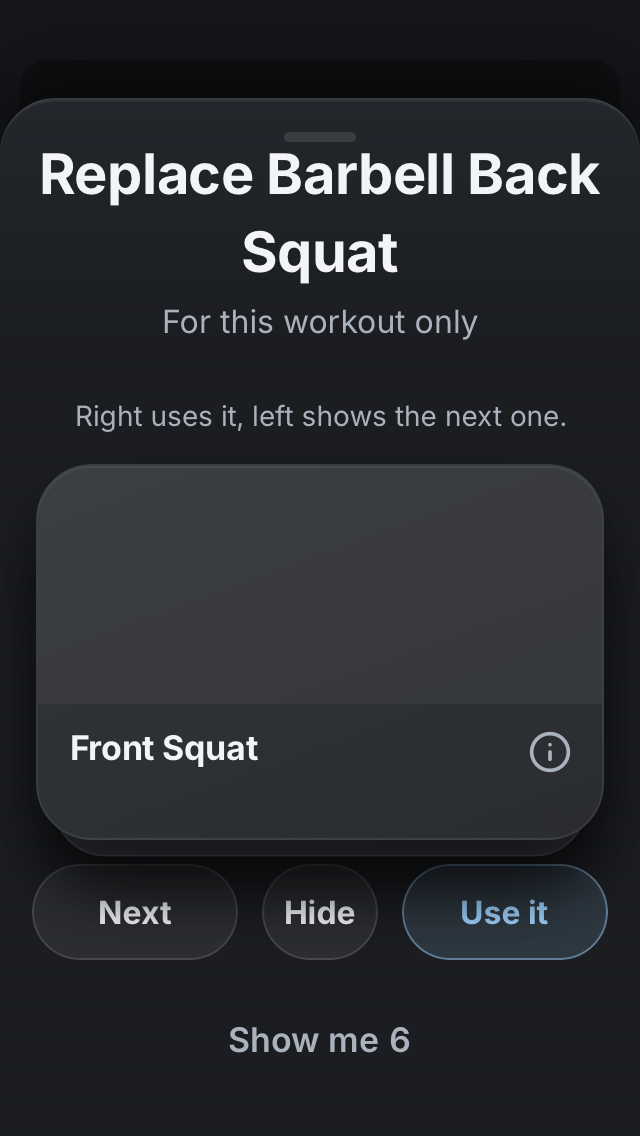 Replace Barbell Back
Squat
For this workout only
Right uses it, left shows the next one.
Front Squat
Next
Hide
Use it
Show me 6